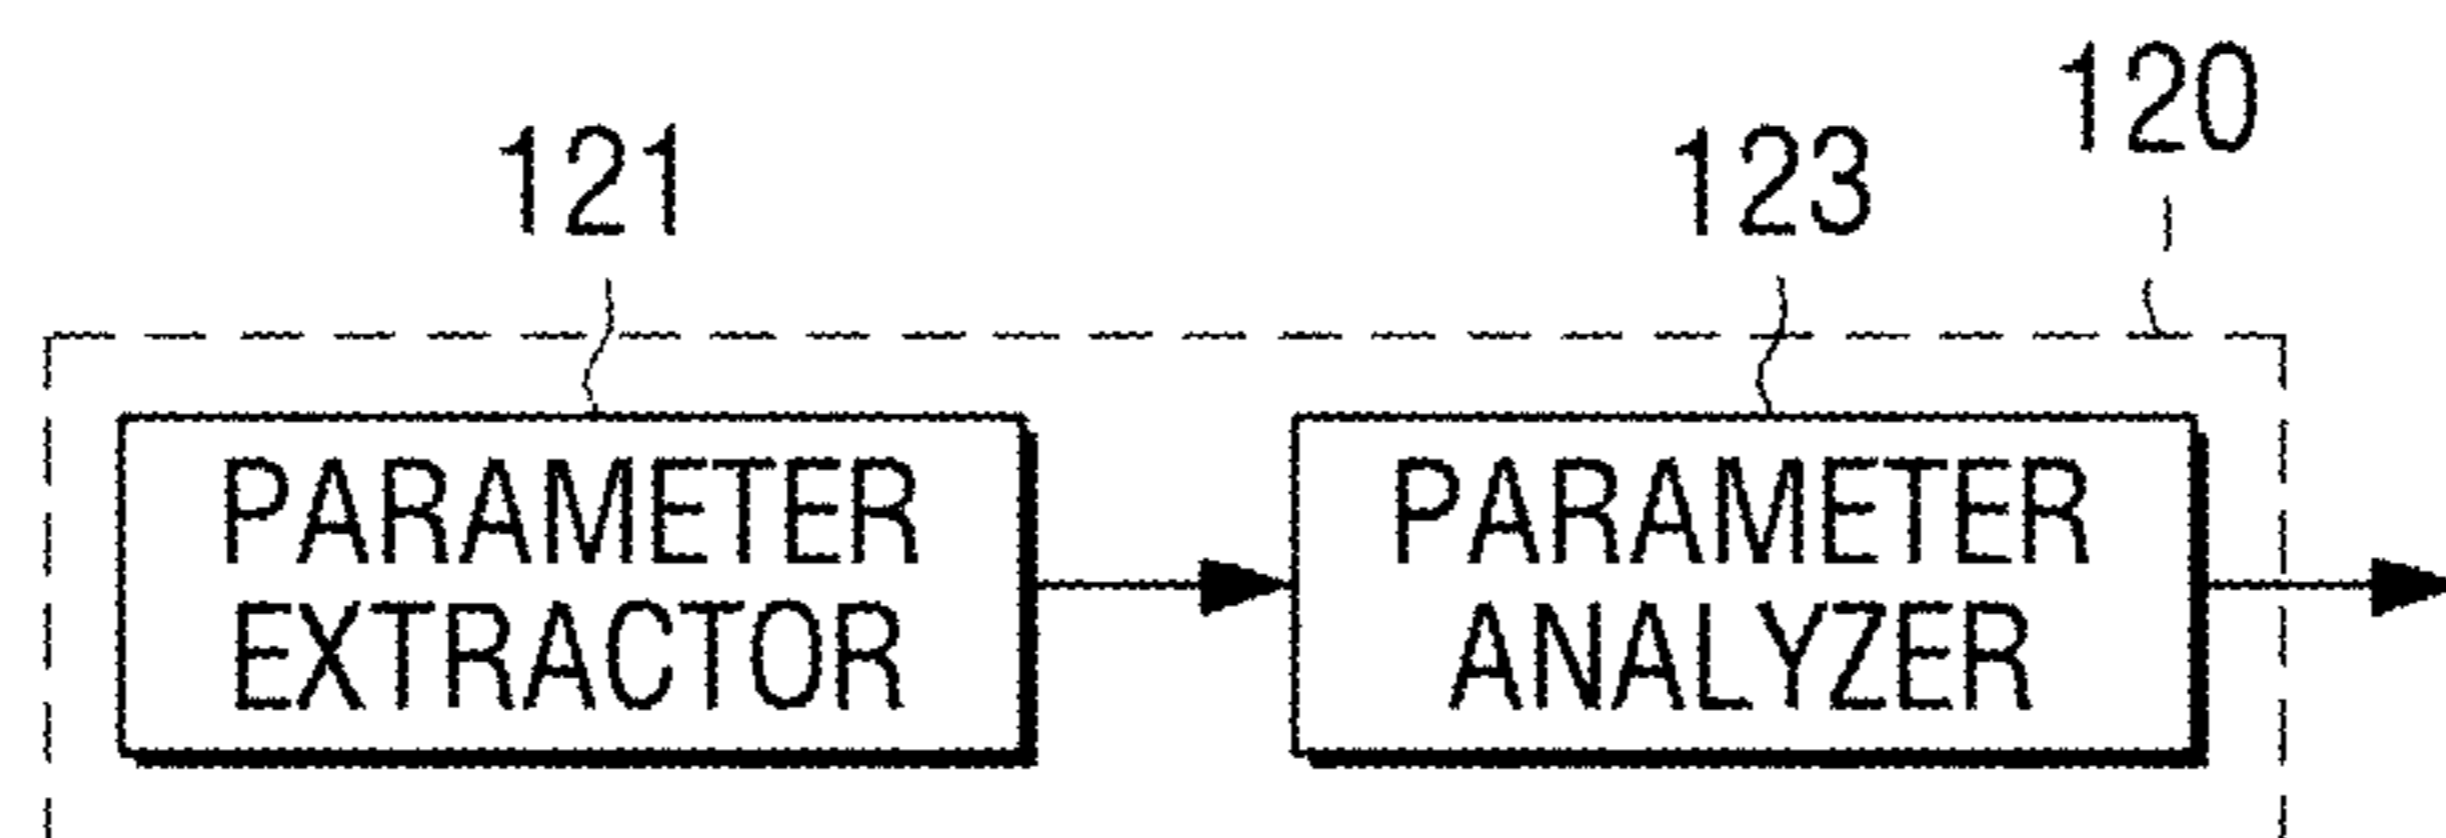 120
121
123
PARAMETER
EXTRACTOR
PARAMETER
ANALYZER